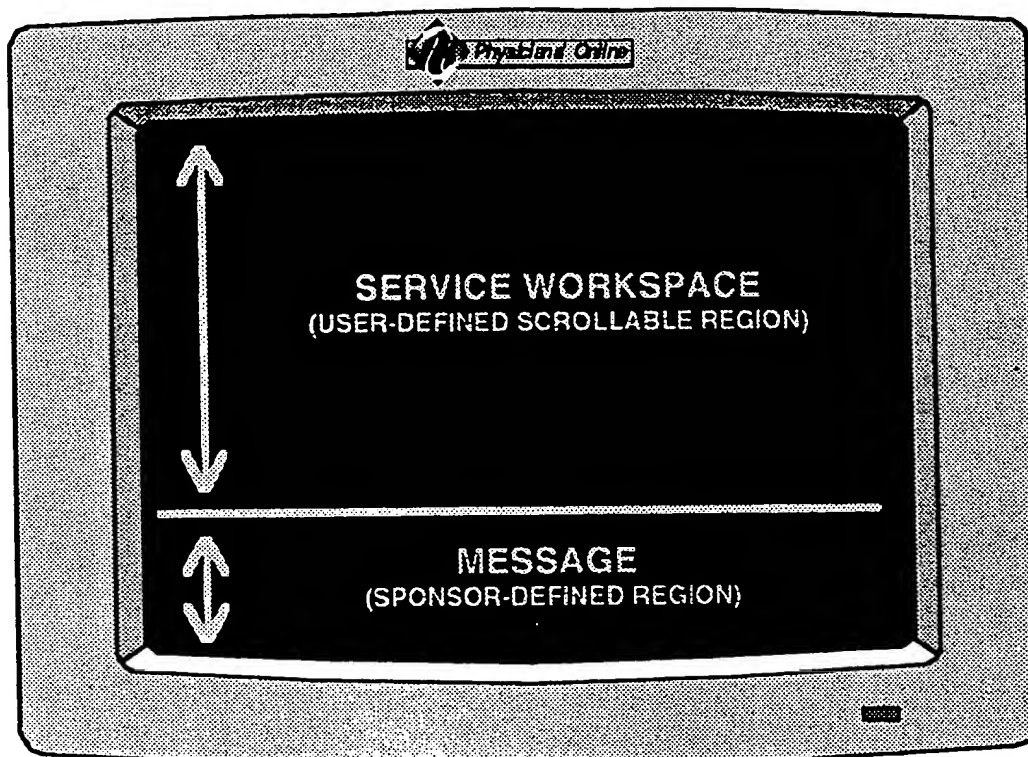 Physicians' Online
SERVICE WORKSPACE
(USER-DEFINED SCROLLABLE REGION)
MESSAGE
(SPONSOR-DEFINED REGION)